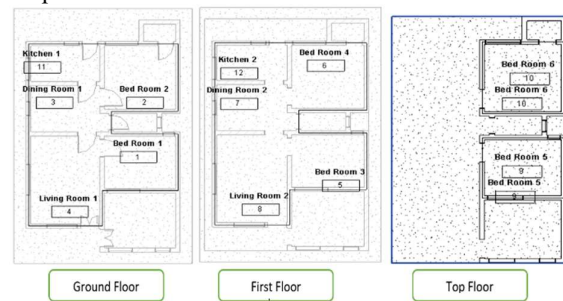 Kitchen 1
11
Dining Room 1
3
Bed Room 2
2
Bed Room 1
1
Living Room 1
4
Ground Floor
Bed Room 4
6
Kitchen 2
12
Dining Room 2
7
Bed Room 3
5
Living Room 2
8
First Floor
Bed Room 6
10
Bed Room 6
10
Bed Room 5
9
Bed Room 5
9
Top Floor